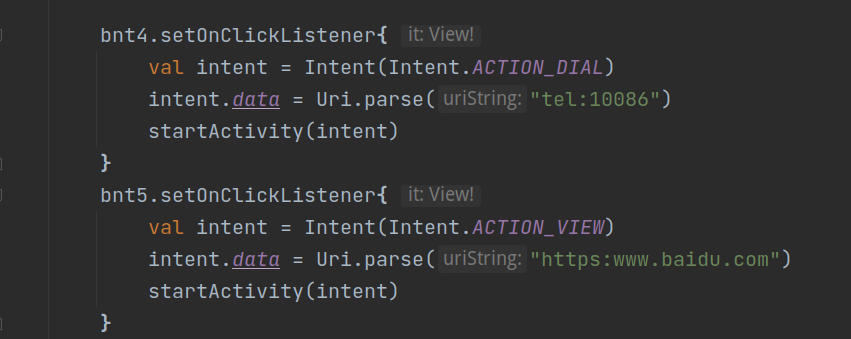 bnt4.setOnClickListener{ it: View!
val intent = Intent(Intent.ACTION_DIAL)
intent.data = Uri.parse( uriString: "tel:10086")
startActivity(intent)
}
bnt5.setOnClickListener{ it: View!
val intent = Intent(Intent.ACTION_VIEW)
intent.data = Uri.parse( uriString: "https:www.baidu.com")
startActivity(intent)
}